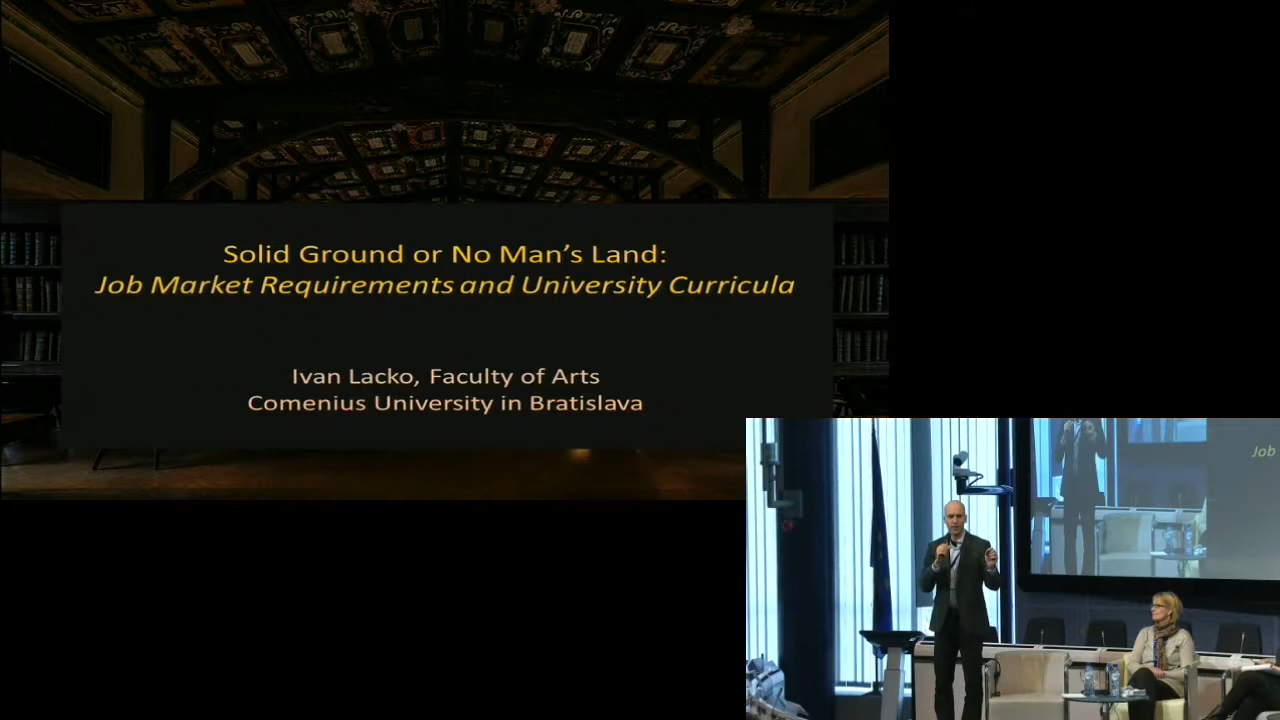 Solid Ground or No Man's Land:
Job Market Requirements and University Curricula
Ivan Lacko, Faculty of Arts
Comenius University in Bratislava
Job